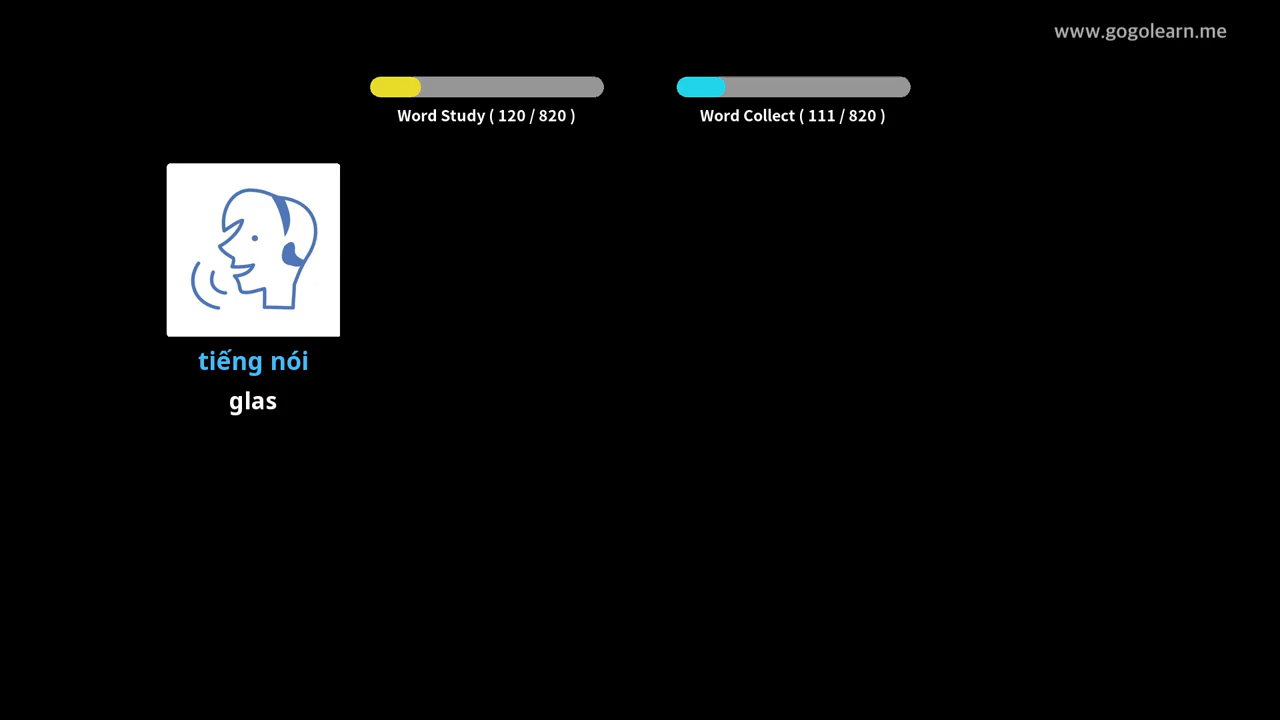 www.gogolearn.me
Word Study ( 120 / 820 )
Word Collect ( 111 / 820 )
tiếng nói
glas